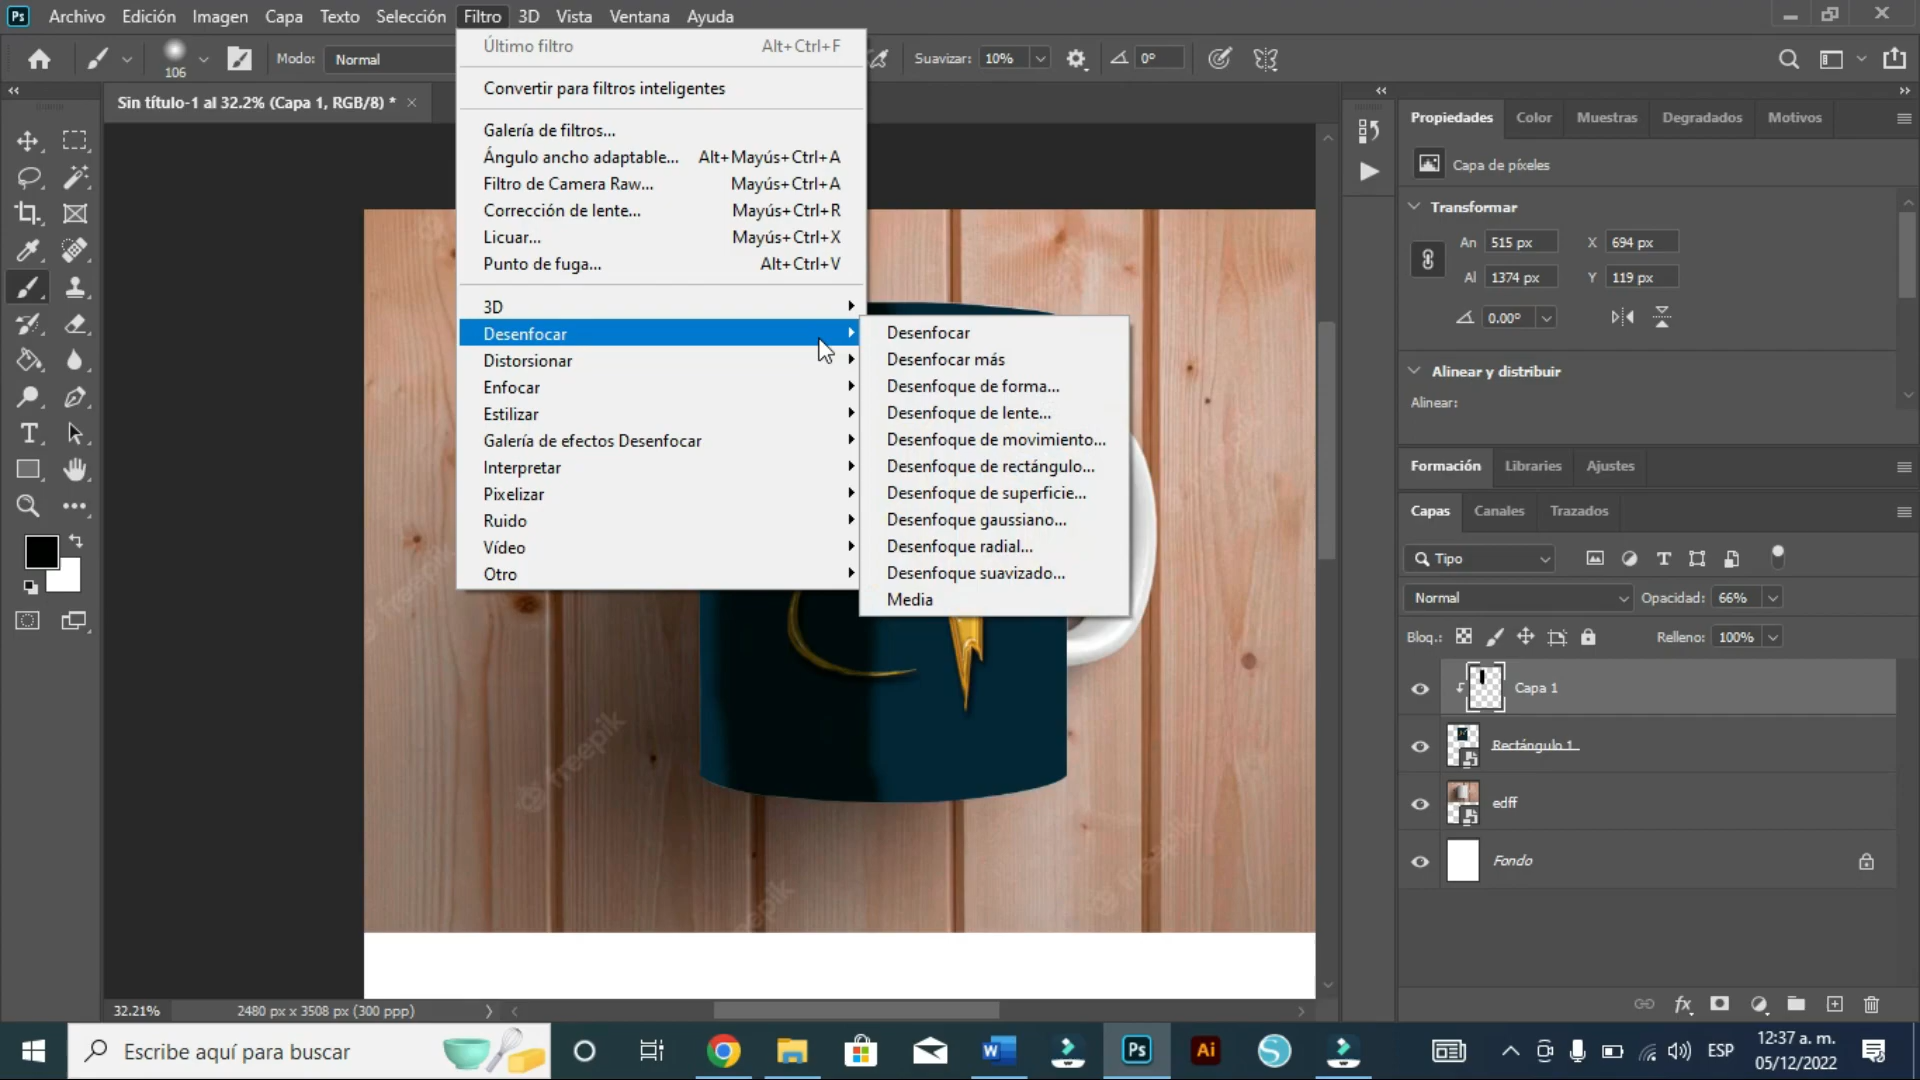 Ps Archivo Edición Imagen Capa Texto Selección Filtro 3D Vista Ventana Ayuda
106 Modo: Normal Suavizar: 10% 0°
Sin título-1 al 32.2% (Capa 1, RGB/8) *
Último filtro Alt+Ctrl+F
Convertir para filtros inteligentes
Galería de filtros...
Ángulo ancho adaptable... Alt+Mayús+Ctrl+A
Filtro de Camera Raw... Mayús+Ctrl+A
Corrección de lente... Mayús+Ctrl+R
Licuar... Mayús+Ctrl+X
Punto de fuga... Alt+Ctrl+V
3D
Desenfocar
Distorsionar
Enfocar
Estilizar
Galería de efectos Desenfocar
Interpretar
Pixelizar
Ruido
Vídeo
Otro
Desenfocar
Desenfocar más
Desenfoque de forma...
Desenfoque de lente...
Desenfoque de movimiento...
Desenfoque de rectángulo...
Desenfoque de superficie...
Desenfoque gaussiano...
Desenfoque radial...
Desenfoque suavizado...
Media
freepik
Propiedades Color Muestras Degradados Motivos
Capa de píxeles
Transformar
An 515 px X 694 px
Al 1374 px Y 119 px
0.00°
Alinear y distribuir
Alinear:
Formación Libraries Ajustes
Capas Canales Trazados
Tipo
Normal Opacidad: 66%
Bloq.: Relleno: 100%
Capa 1
Rectángulo 1
edff
Fondo
32.21% 2480 px x 3508 px (300 ppp)
Escribe aquí para buscar
W Ps Ai S
ESP
12:37 a. m.
05/12/2022